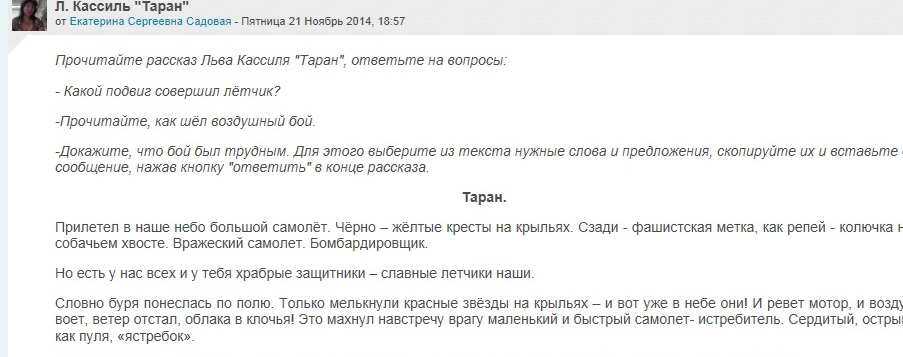 Л. Кассиль "Таран"
от Екатерина Сергеевна Садовая - Пятница 21 Ноябрь 2014, 18:57
Прочитайте рассказ Льва Кассиля "Таран", ответьте на вопросы:
- Какой подвиг совершил лётчик?
-Прочитайте, как шёл воздушный бой.
-Докажите, что бой был трудным. Для этого выберите из текста нужные слова и предложения, скопируйте их и вставьте
сообщение, нажав кнопку "ответить" в конце рассказа.
Таран.
Прилетел в наше небо большой самолёт. Чёрно – жёлтые кресты на крыльях. Сзади - фашистская метка, как репей - колючка
собачьем хвосте. Вражеский самолет. Бомбардировщик.
Но есть у нас всех и у тебя храбрые защитники – славные летчики наши.
Словно буря понеслась по полю. Только мелькнули красные звёзды на крыльях – и вот уже в небе они! И ревет мотор, и возду
воет, ветер отстал, облака в клочья! Это махнул навстречу врагу маленький и быстрый самолет- истребитель. Сердитый, остры
как пуля, «ястребок».